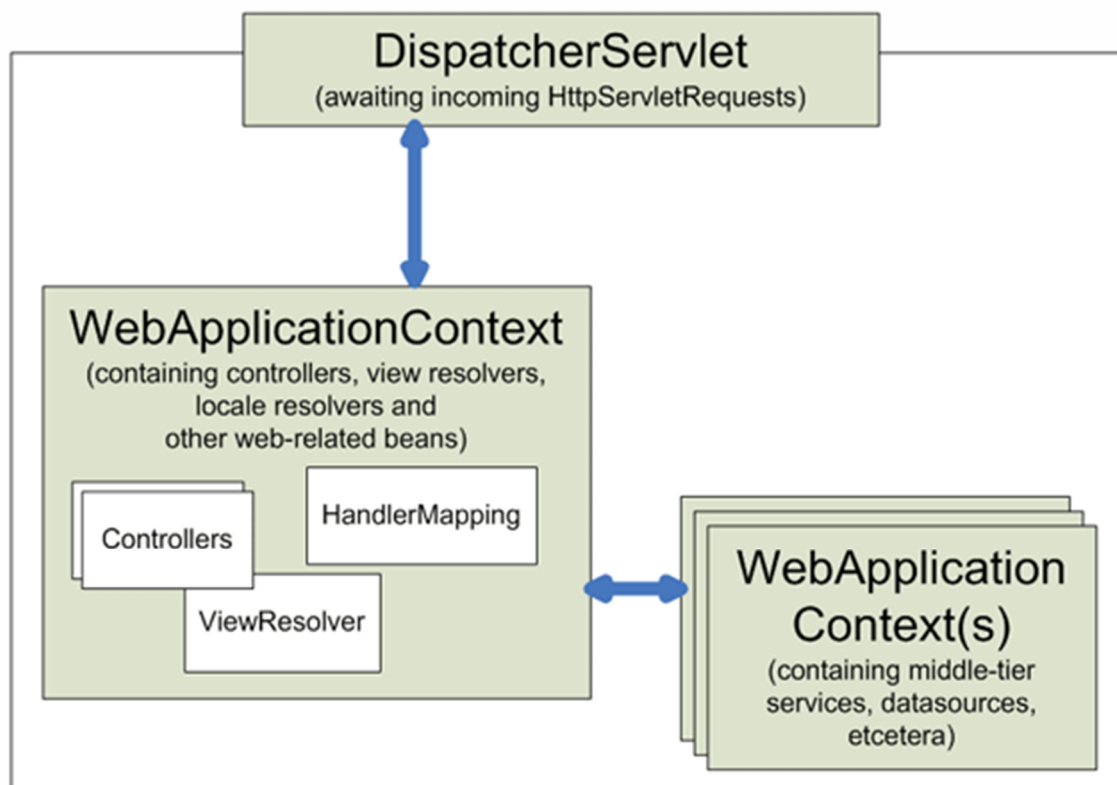 DispatcherServlet
(awaiting incoming HttpServletRequests)
WebApplicationContext
(containing controllers, view resolvers,
locale resolvers and
other web-related beans)
Controllers
HandlerMapping
ViewResolver
WebApplication
Context(s)
(containing middle-tier
services, datasources,
etcetera)